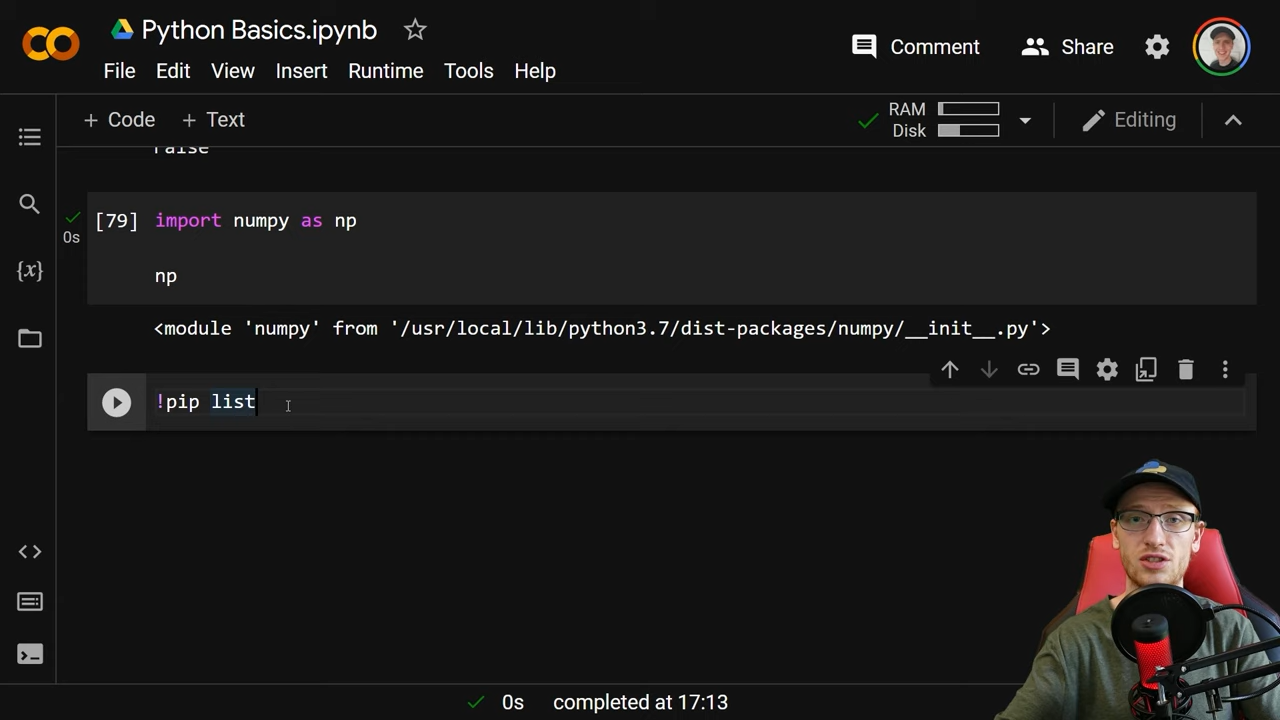 Python Basics.ipynb
Comment
Share
File Edit View Insert Runtime Tools Help
+ Code + Text
RAM
Disk
Editing
False
[79] import numpy as np
0s
np
<module 'numpy' from '/usr/local/lib/python3.7/dist-packages/numpy/__init__.py'>
!pip list
{x}
0s completed at 17:13